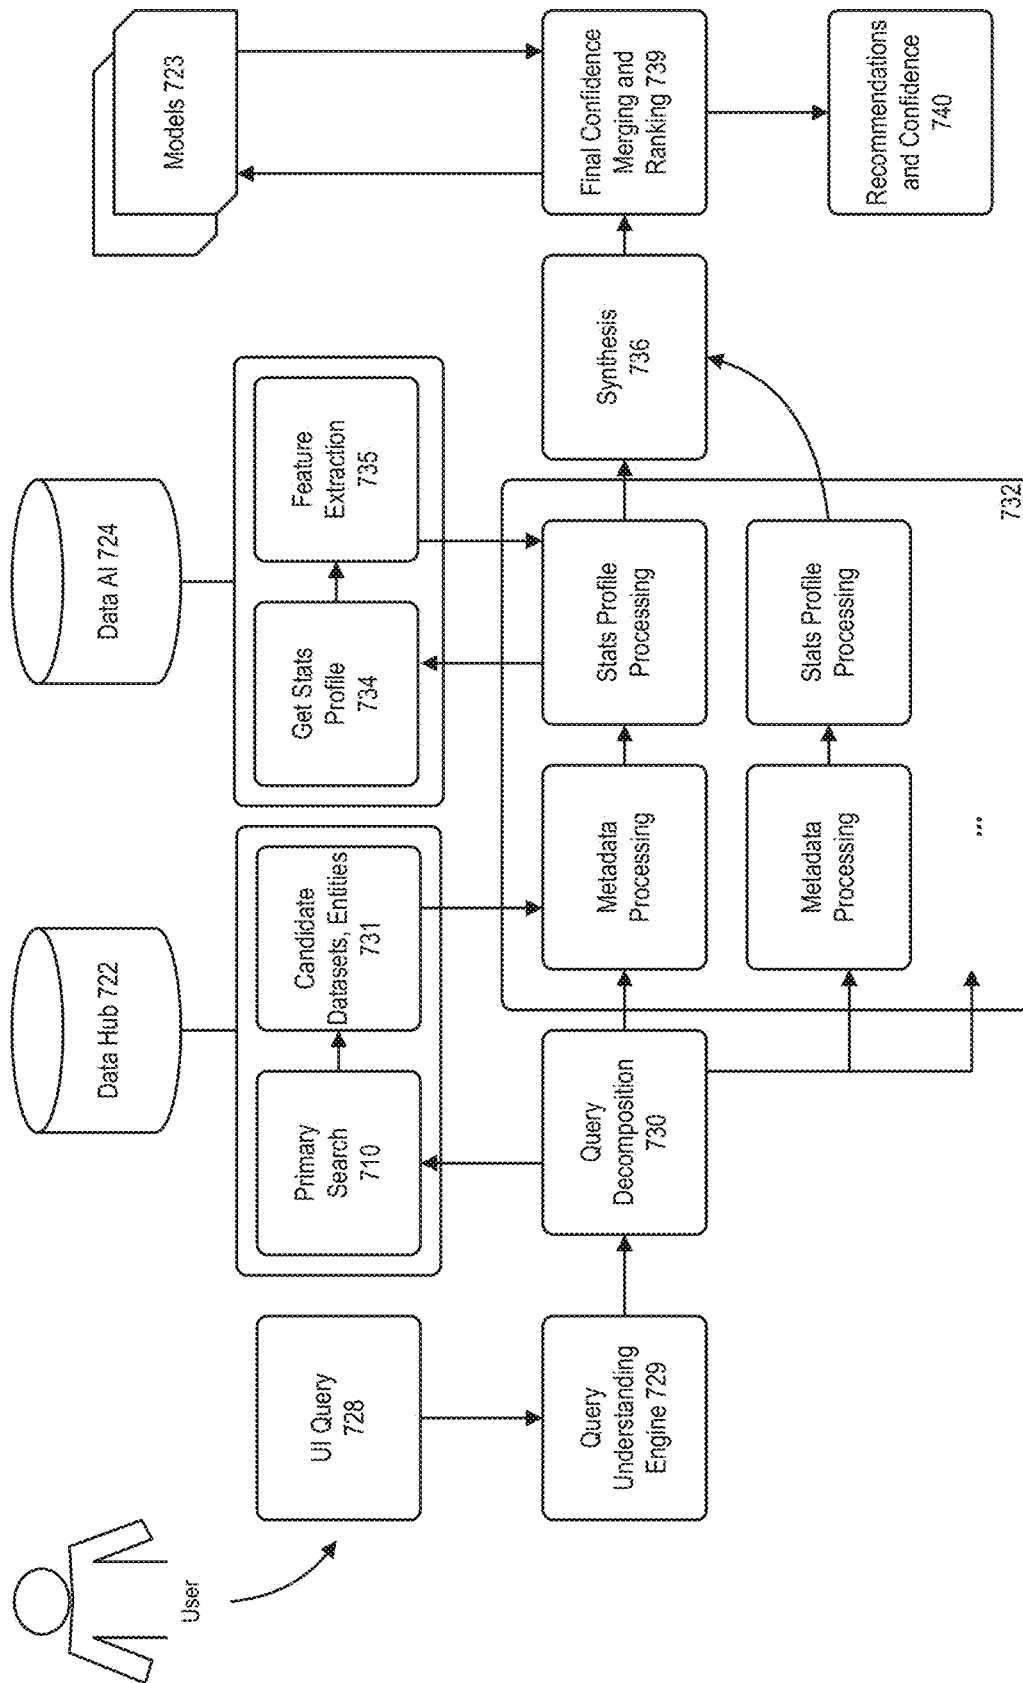 User
UI Query
728
Query
Understanding
Engine 729
Data Hub 722
Primary
Search
710
Candidate
Datasets, Entities
731
Query
Decomposition
730
Data AI 724
Get Stats
Profile
734
Feature
Extraction
735
Metadata
Processing
Stats Profile
Processing
Metadata
Processing
Stats Profile
Processing
...
732
Synthesis
736
Models 723
Final Confidence
Merging and
Ranking 739
Recommendations
and Confidence
740